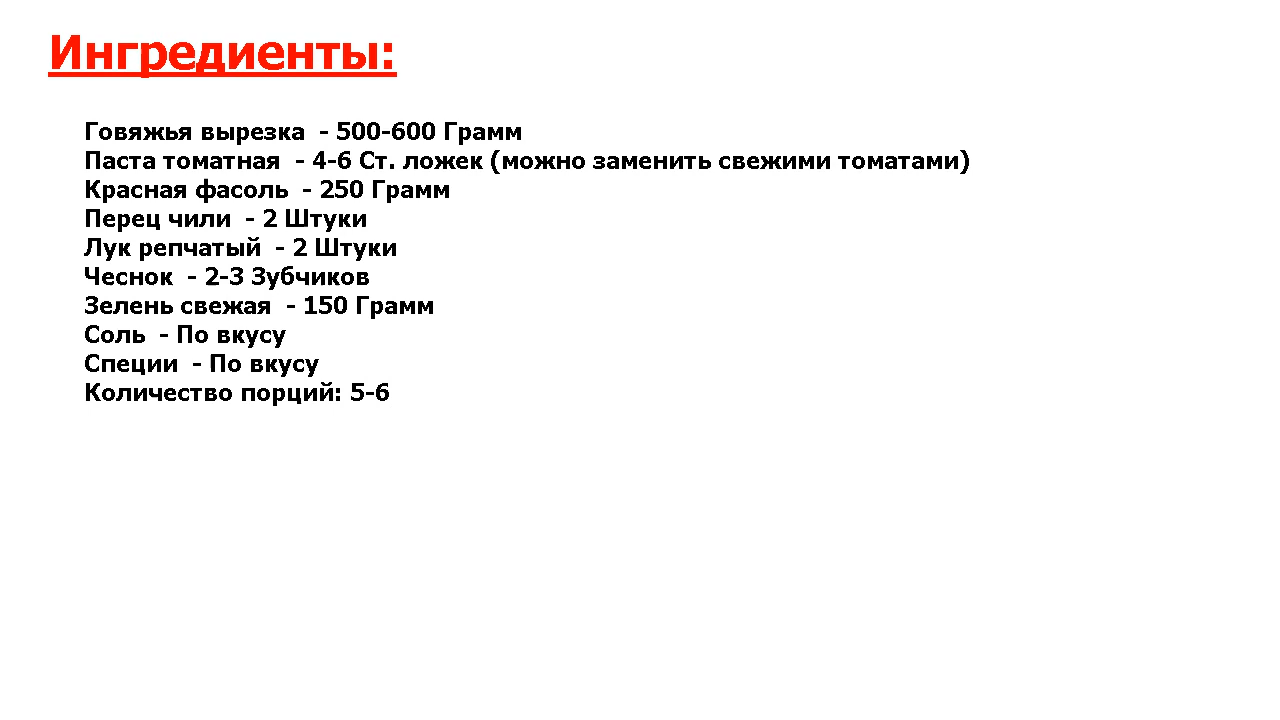 Ингредиенты:
Говяжья вырезка  - 500-600 Грамм
Паста томатная  - 4-6 Ст. ложек (можно заменить свежими томатами)
Красная фасоль  - 250 Грамм
Перец чили  - 2 Штуки
Лук репчатый  - 2 Штуки
Чеснок  - 2-3 Зубчиков
Зелень свежая  - 150 Грамм
Соль  - По вкусу
Специи  - По вкусу
Количество порций: 5-6